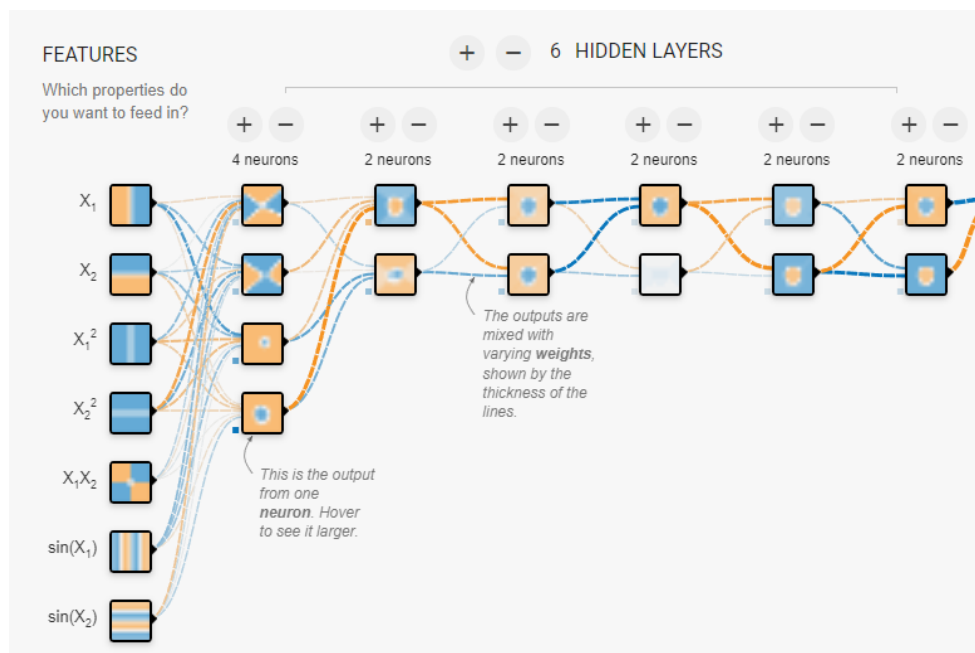 FEATURES
Which properties do
you want to feed in?
+ − 6 HIDDEN LAYERS
+ − + − + − + − + − + −
4 neurons 2 neurons 2 neurons 2 neurons 2 neurons 2 neurons
X₁
X₂
X₁²
X₂²
X₁X₂
sin(X₁)
sin(X₂)
The outputs are
mixed with
varying weights,
shown by the
thickness of the
lines.
This is the output
from one
neuron. Hover
to see it larger.